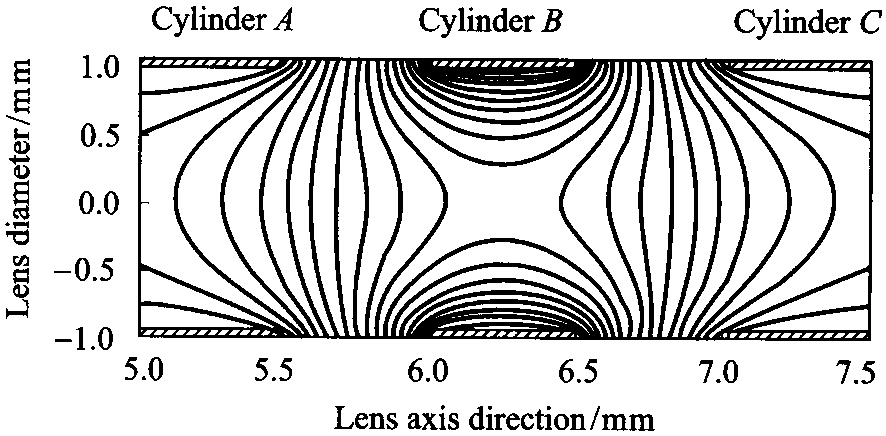 Cylinder A Cylinder B Cylinder C
Lens diameter/mm
1.0
0.5
0.0
−0.5
−1.0
5.0 5.5 6.0 6.5 7.0 7.5
Lens axis direction/mm